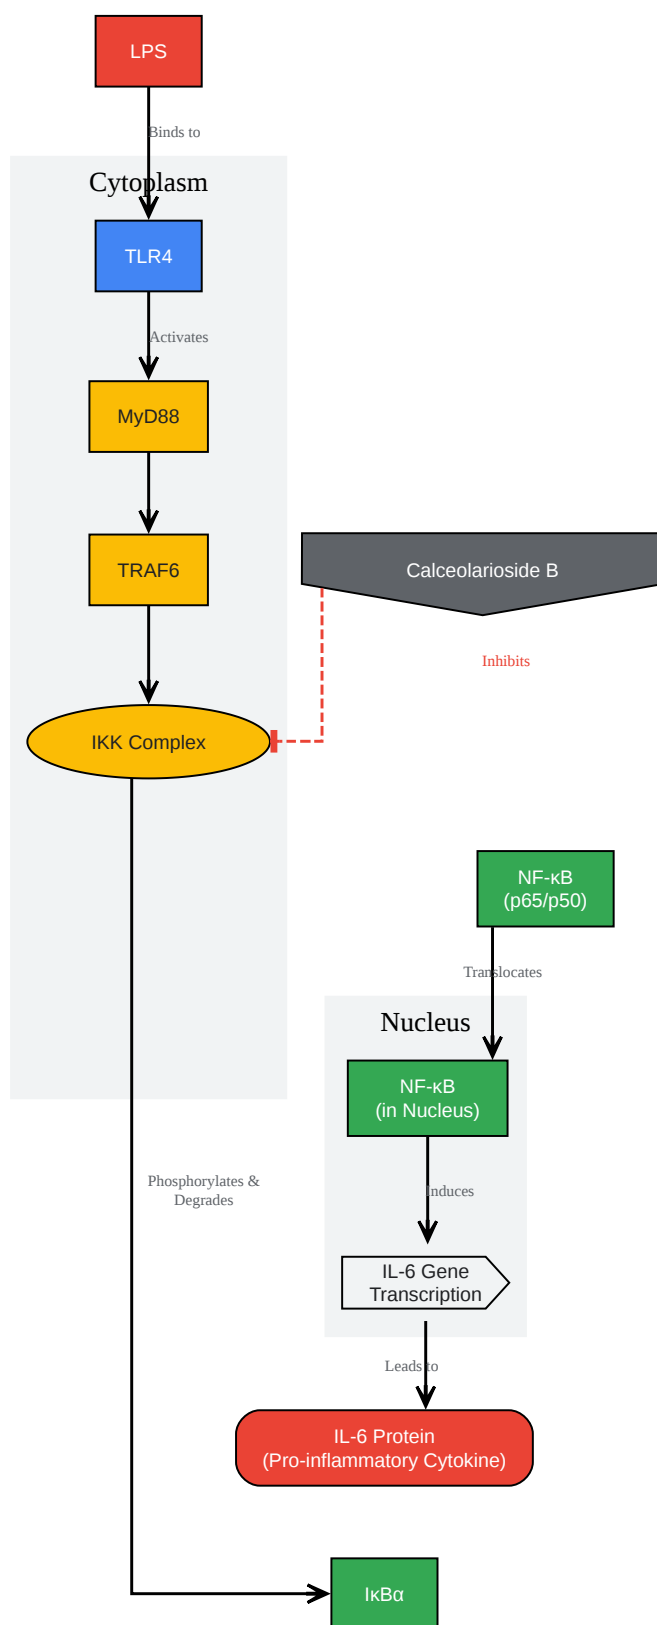 LPS
Binds to
Cytoplasm
TLR4
Activates
MyD88
TRAF6
Calceolarioside B
Inhibits
IKK Complex
NF-κB
(p65/p50)
Translocates
Nucleus
NF-κB
(in Nucleus)
Phosphorylates &
Degrades
Induces
IL-6 Gene
Transcription
Leads to
IL-6 Protein
(Pro-inflammatory Cytokine)
IκBα